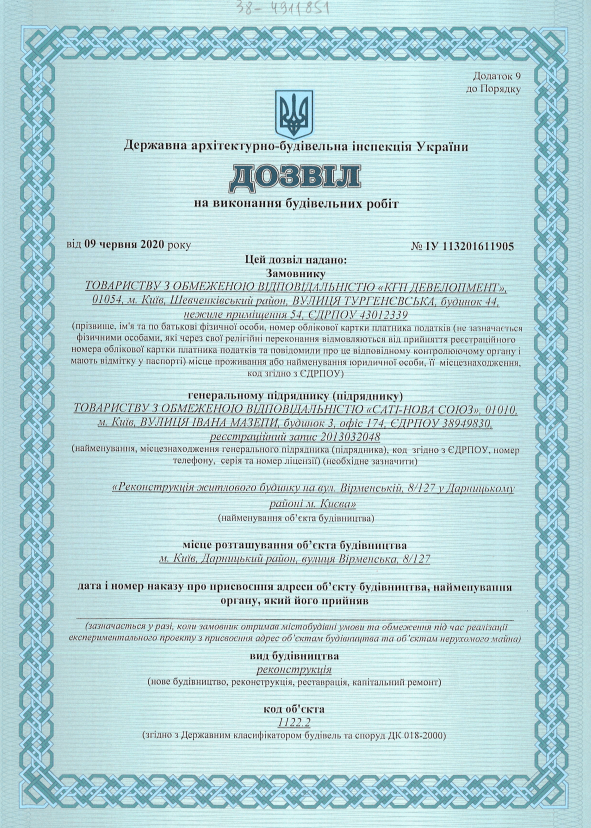 38-4911851
Додаток 9
до Порядку
Державна архітектурно-будівельна інспекція України
ДОЗВІЛ
на виконання будівельних робіт
від 09 червня 2020 року № ІУ 113201611905
Цей дозвіл надано:
Замовнику
ТОВАРИСТВУ З ОБМЕЖЕНОЮ ВІДПОВІДАЛЬНІСТЮ «КГП ДЕВЕЛОПМЕНТ»,
01054, м. Київ, Шевченківський район, ВУЛИЦЯ ТУРГЕНЄВСЬКА, будинок 44,
нежиле приміщення 54, ЄДРПОУ 43012339
(прізвище, ім'я та по батькові фізичної особи, номер облікової картки платника податків (не зазначається
фізичними особами, які через свої релігійні переконання відмовляються від прийняття реєстраційного
номера облікової картки платника податків та повідомили про це відповідному контролюючому органу і
мають відмітку у паспорті) місце проживання або найменування юридичної особи, її місцезнаходження,
код згідно з ЄДРПОУ)
генеральному підряднику (підряднику)
ТОВАРИСТВУ З ОБМЕЖЕНОЮ ВІДПОВІДАЛЬНІСТЮ «САТІ-НОВА СОЮЗ», 01010,
м. Київ, ВУЛИЦЯ ІВАНА МАЗЕПИ, будинок 3, офіс 174, ЄДРПОУ 38949830,
реєстраційний запис 2013032048
(найменування, місцезнаходження генерального підрядника (підрядника), код згідно з ЄДРПОУ, номер
телефону, серія та номер ліцензії) (необхідне зазначити)
«Реконструкція житлового будинку на вул. Вірменській, 8/127 у Дарницькому
районі м. Києва»
(найменування об'єкта будівництва)
місце розташування об'єкта будівництва
м. Київ, Дарницький район, вулиця Вірменська, 8/127
дата і номер наказу про присвоєння адреси об'єкту будівництва, найменування
органу, який його прийняв
(зазначається у разі, коли замовник отримав містобудівні умови та обмеження під час реалізації
експериментального проекту з присвоєння адрес об'єктам будівництва та об'єктам нерухомого майна)
вид будівництва
реконструкція
(нове будівництво, реконструкція, реставрація, капітальний ремонт)
код об'єкта
1122.2
(згідно з Державним класифікатором будівель та споруд ДК 018-2000)